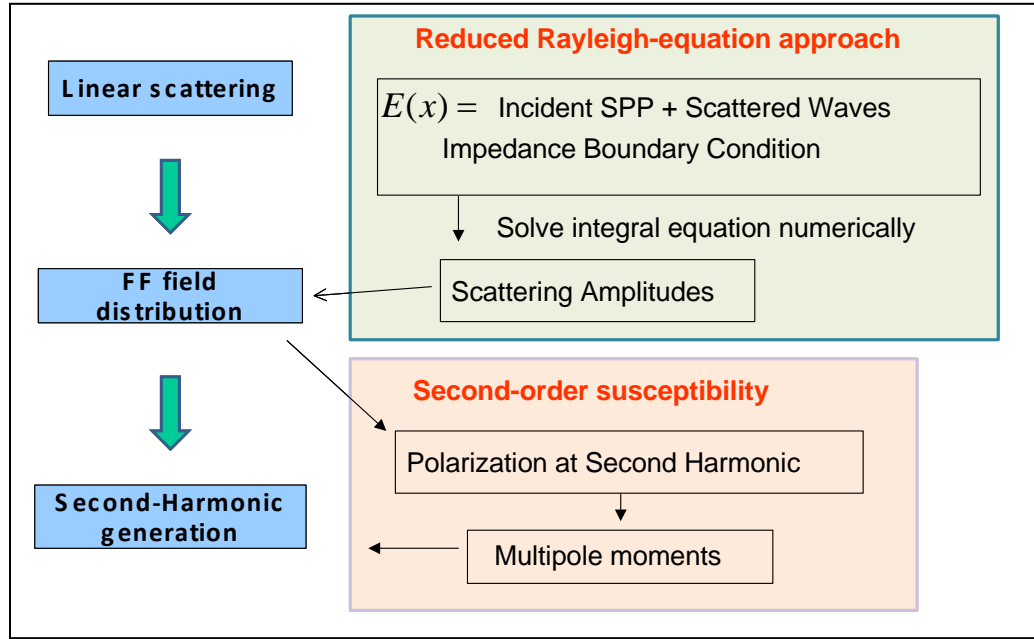 Reduced Rayleigh-equation approach
Linear scattering
E(x) = Incident SPP + Scattered Waves
Impedance Boundary Condition
Solve integral equation numerically
FF field
distribution
Scattering Amplitudes
Second-order susceptibility
Polarization at Second Harmonic
Second-Harmonic
generation
Multipole moments